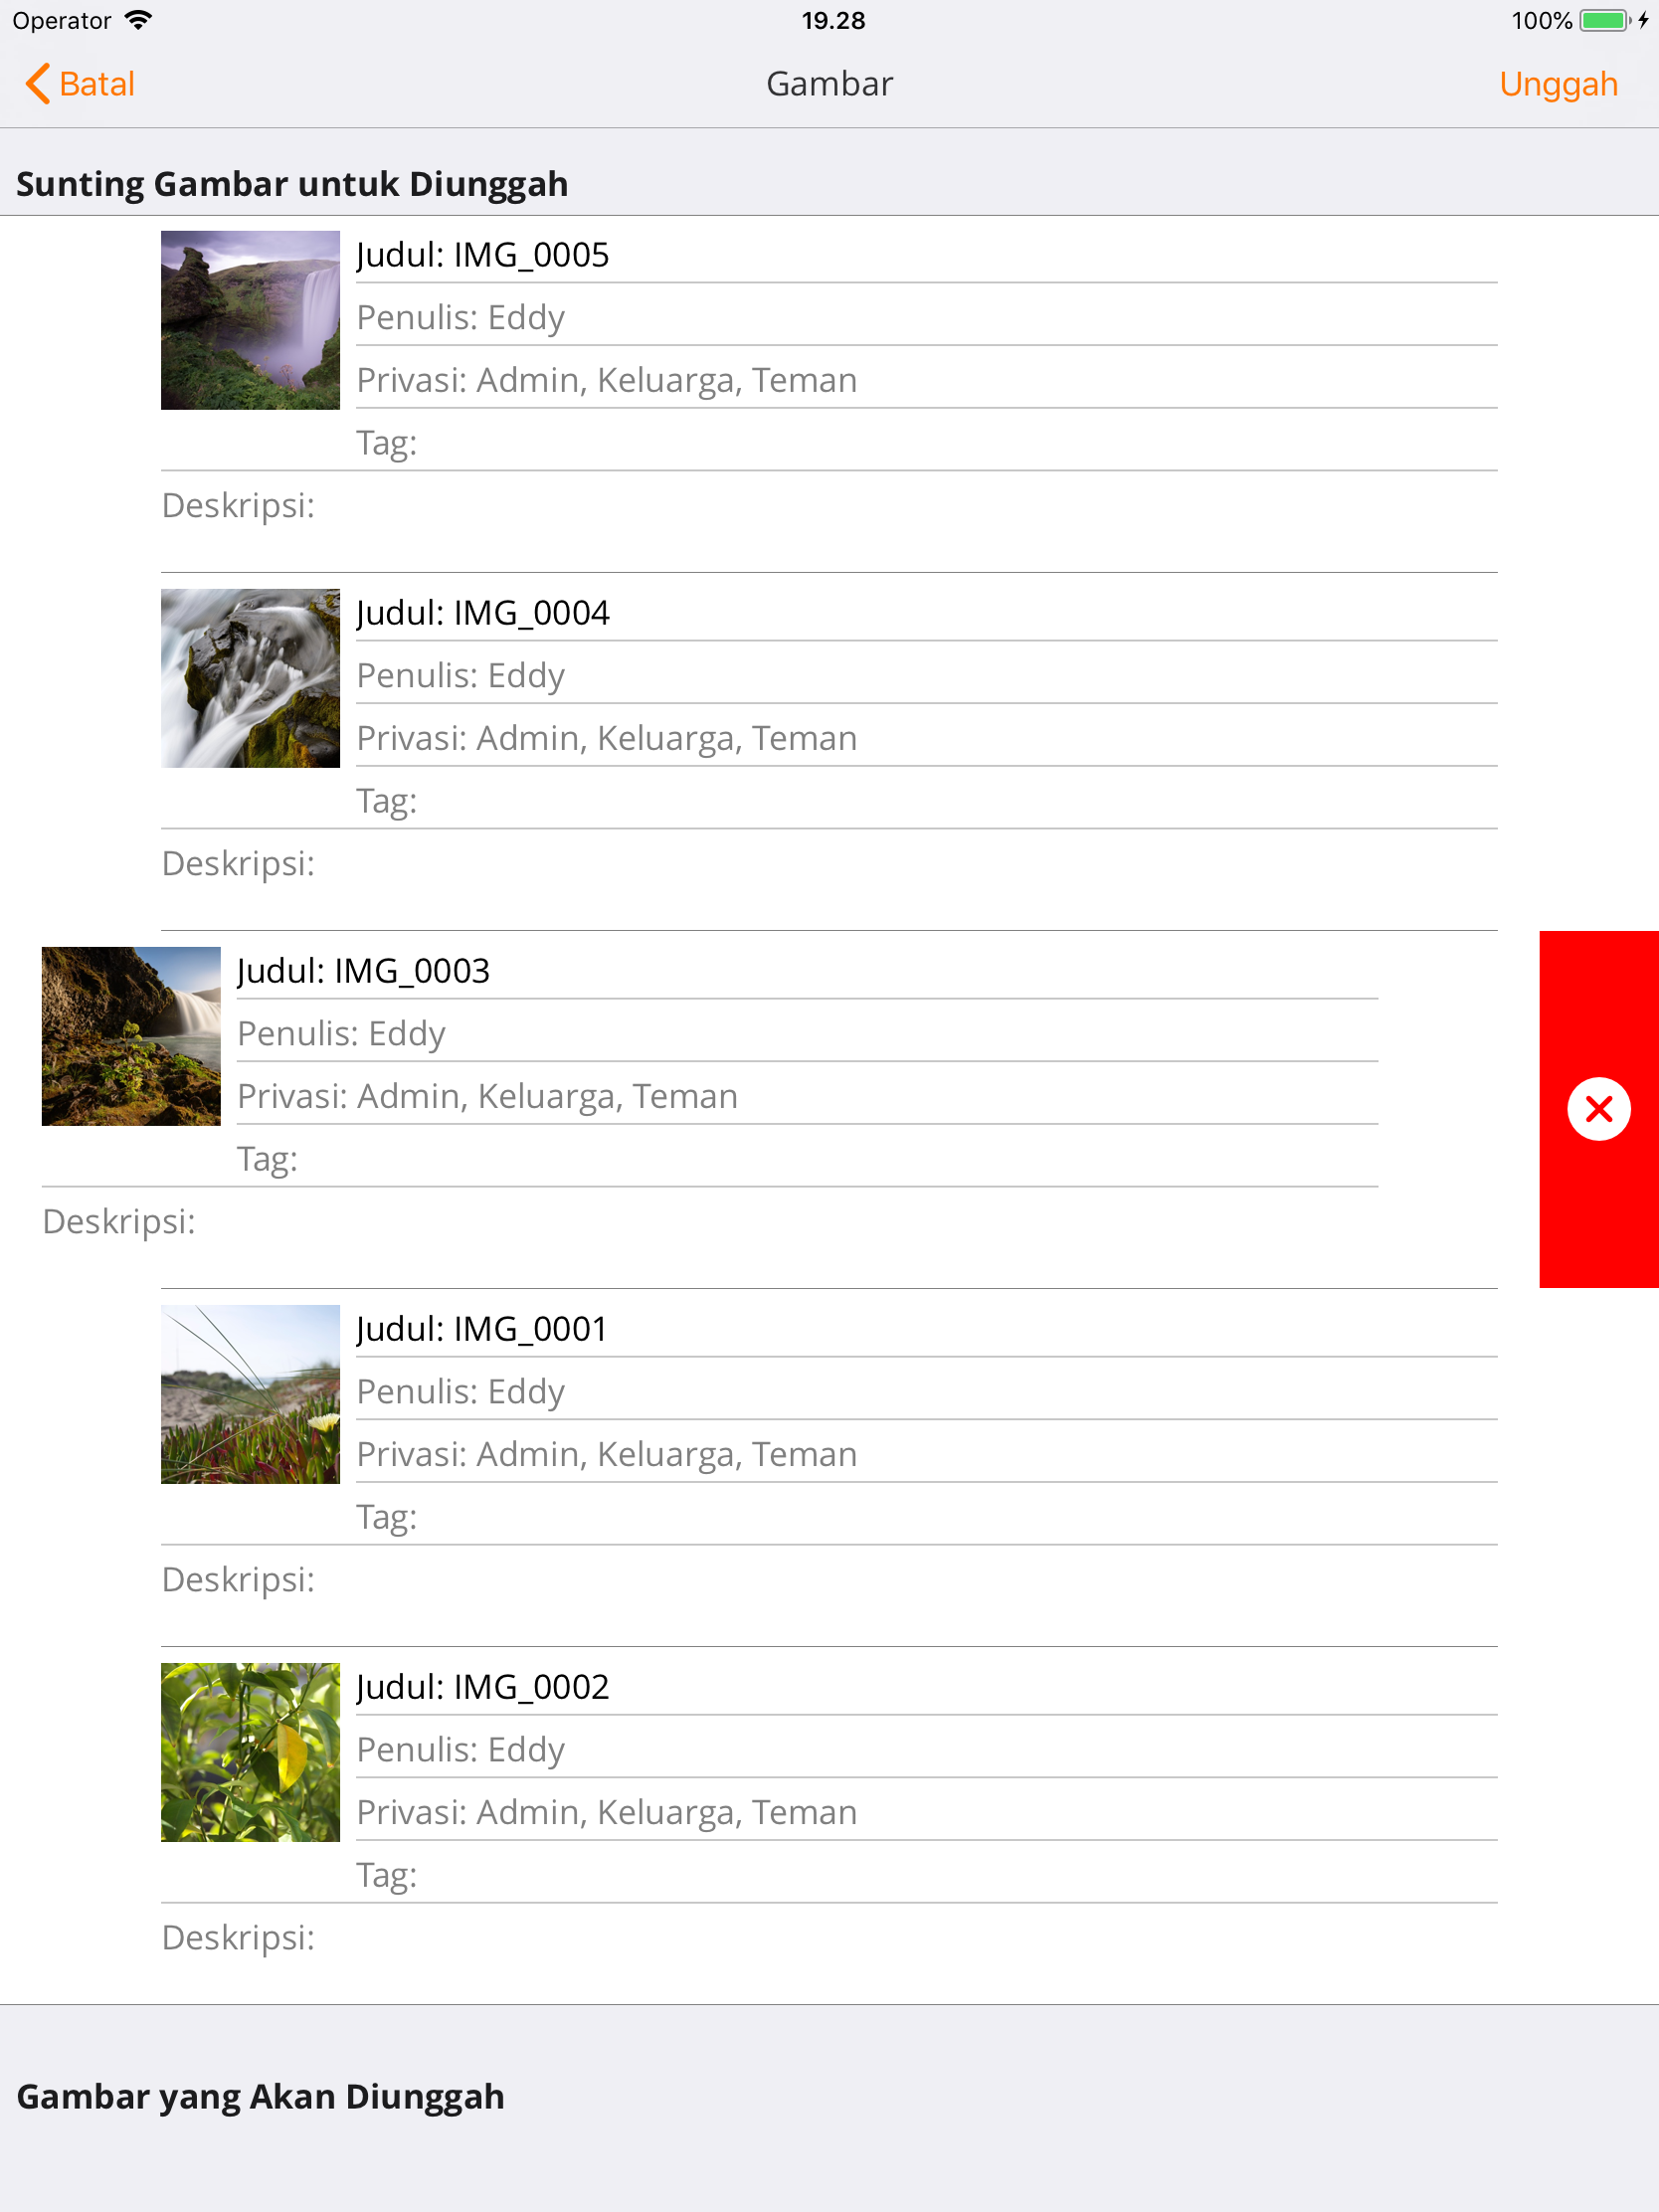 Operator 19.28 100%
Batal Gambar Unggah
Sunting Gambar untuk Diunggah
Judul: IMG_0005
Penulis: Eddy
Privasi: Admin, Keluarga, Teman
Tag:
Deskripsi:
Judul: IMG_0004
Penulis: Eddy
Privasi: Admin, Keluarga, Teman
Tag:
Deskripsi:
Judul: IMG_0003
Penulis: Eddy
Privasi: Admin, Keluarga, Teman
Tag:
Deskripsi:
Judul: IMG_0001
Penulis: Eddy
Privasi: Admin, Keluarga, Teman
Tag:
Deskripsi:
Judul: IMG_0002
Penulis: Eddy
Privasi: Admin, Keluarga, Teman
Tag:
Deskripsi:
Gambar yang Akan Diunggah